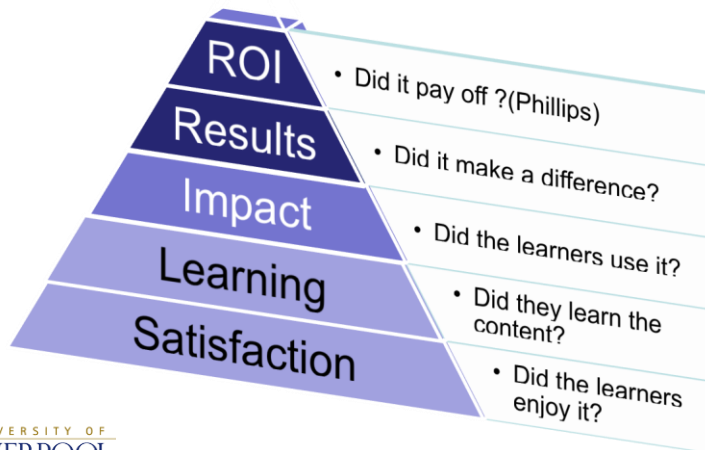 ROI
• Did it pay off ?(Phillips)
Results
• Did it make a difference?
Impact
• Did the learners use it?
Learning
• Did they learn the
content?
Satisfaction
• Did the learners
enjoy it?
VERSITY OF